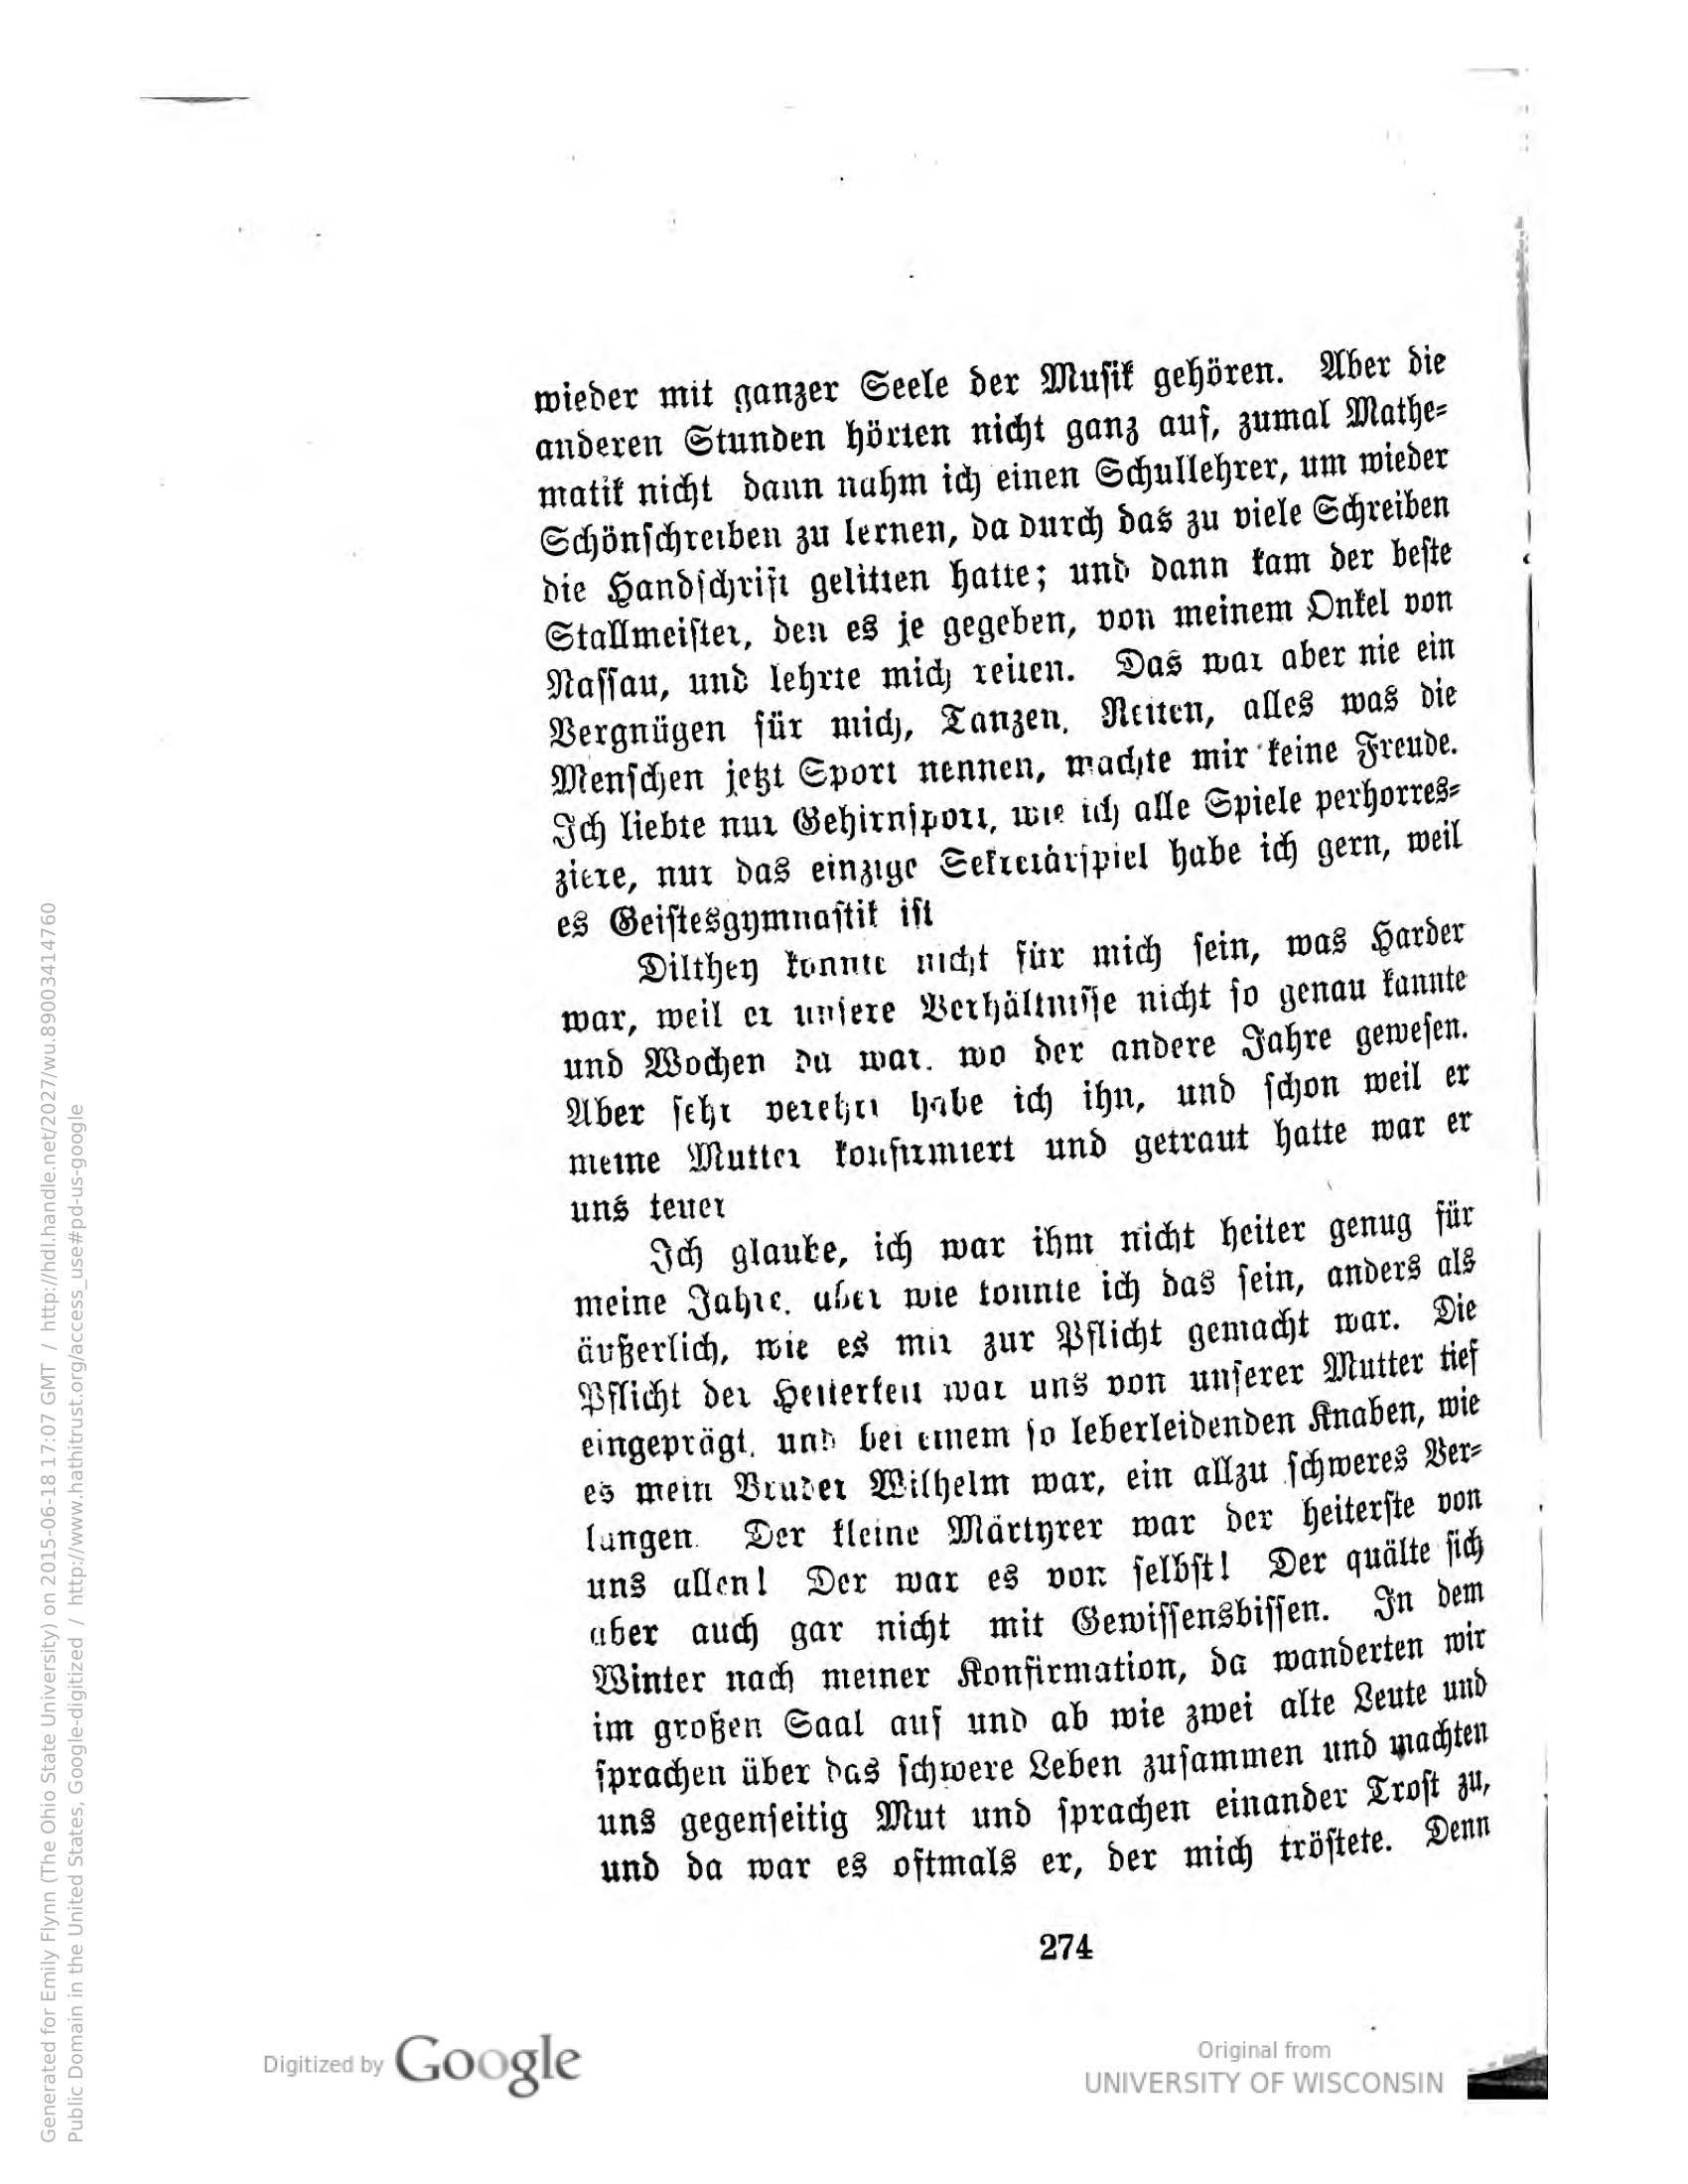 wieder mit ganzer Seele der Musik gehören. Aber die
anderen Stunden hörten nicht ganz auf, zumal Mathe=
matik nicht dann nahm ich einen Schullehrer, um wieder
Schönschreiben zu lernen, da durch das zu viele Schreiben
die Handschrift gelitten hatte; und dann kam der beste
Stallmeister, den es je gegeben, von meinem Onkel von
Nassau, und lehrte mich reiten. Das war aber nie ein
Vergnügen für mich, Tanzen, Reiten, alles was die
Menschen jetzt Sport nennen, machte mir keine Freude.
Ich liebte nur Gehirnsport, wie ich alle Spiele perhorres=
ziere, nur das einzige Sekretärspiel habe ich gern, weil
es Geistesgymnastik ist
Dilthey konnte nicht für mich sein, was Harder
war, weil er unsere Verhältnisse nicht so genau kannte
und Wochen da war. wo der andere Jahre gewesen.
Aber sehr verehrt habe ich ihn, und schon weil er
meine Mutter konfirmiert und getraut hatte war er
uns teuer
Ich glaube, ich war ihm nicht heiter genug für
meine Jahre. aber wie konnte ich das sein, anders als
äußerlich, wie es mir zur Pflicht gemacht war. Die
Pflicht der Heiterkeit war uns von unserer Mutter tief
eingeprägt, und bei einem so leberleidenden Knaben, wie
es mein Bruder Wilhelm war, ein allzu schweres Ver=
langen. Der kleine Märtyrer war der heiterste von
uns allen! Der war es von selbst! Der quälte sich
aber auch gar nicht mit Gewissensbissen. In dem
Winter nach meiner Konfirmation, da wanderten wir
im großen Saal auf und ab wie zwei alte Leute und
sprachen über das schwere Leben zusammen und machten
uns gegenseitig Mut und sprachen einander Trost zu,
und da war es oftmals er, der mich tröstete. Denn
274
Digitized by Google
Original from
UNIVERSITY OF WISCONSIN
Generated for Emily Flynn (The Ohio State University) on 2015-06-18 17:07 GMT / http://hdl.handle.net/2027/wu.89003414760
Public Domain in the United States, Google-digitized / http://www.hathitrust.org/access_use#pd-us-google